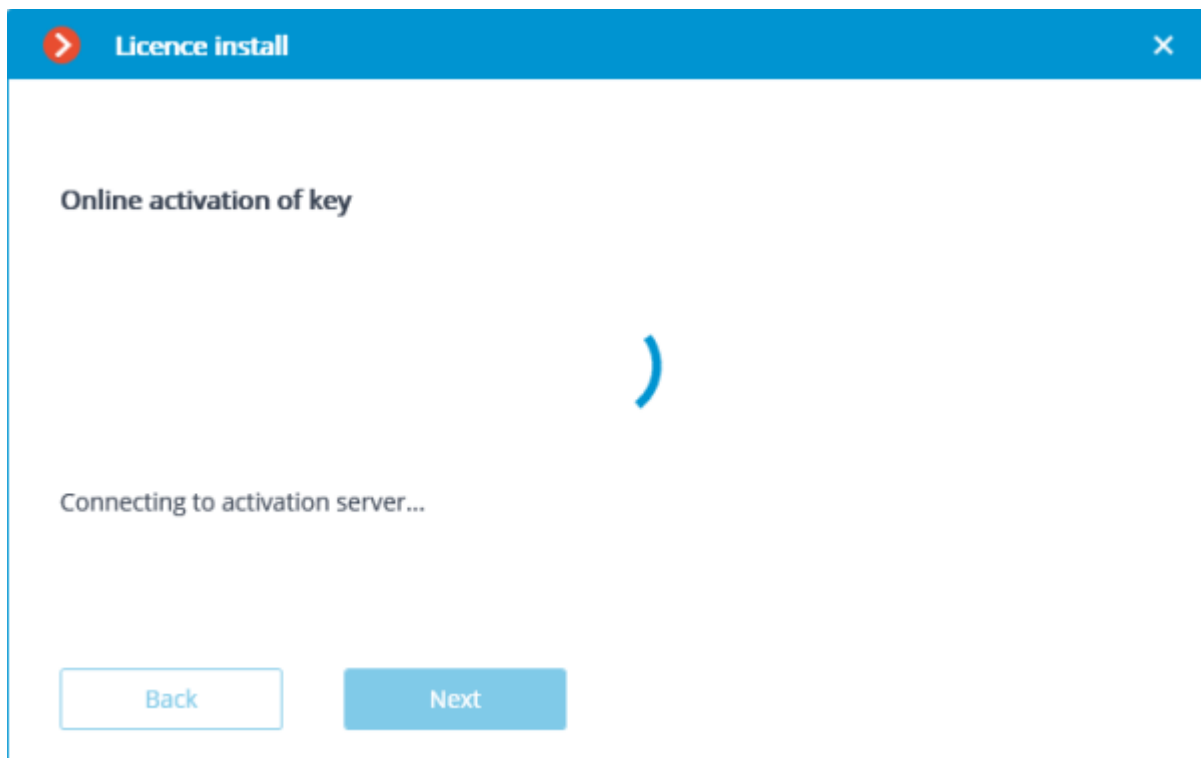 Licence install
Online activation of key
Connecting to activation server...
Back
Next